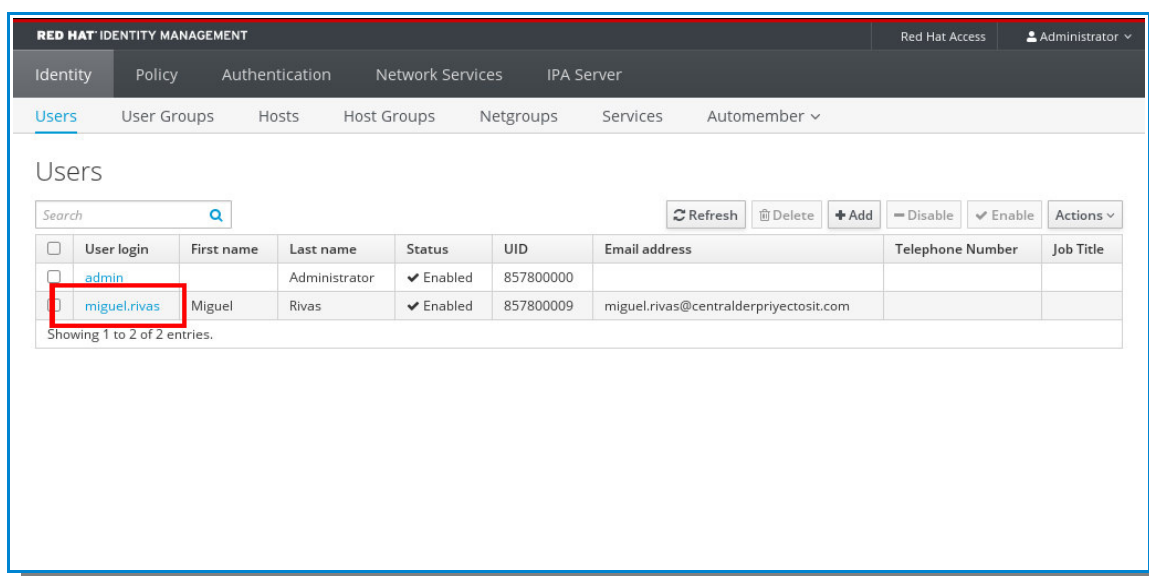 RED HAT® IDENTITY MANAGEMENT Red Hat Access Administrator
Identity Policy Authentication Network Services IPA Server
Users User Groups Hosts Host Groups Netgroups Services Automember
Users
Search Refresh Delete Add Disable Enable Actions
User login First name Last name Status UID Email address Telephone Number Job Title
admin Administrator Enabled 857800000
miguel.rivas Miguel Rivas Enabled 857800009 miguel.rivas@centralderpriyectosit.com
Showing 1 to 2 of 2 entries.